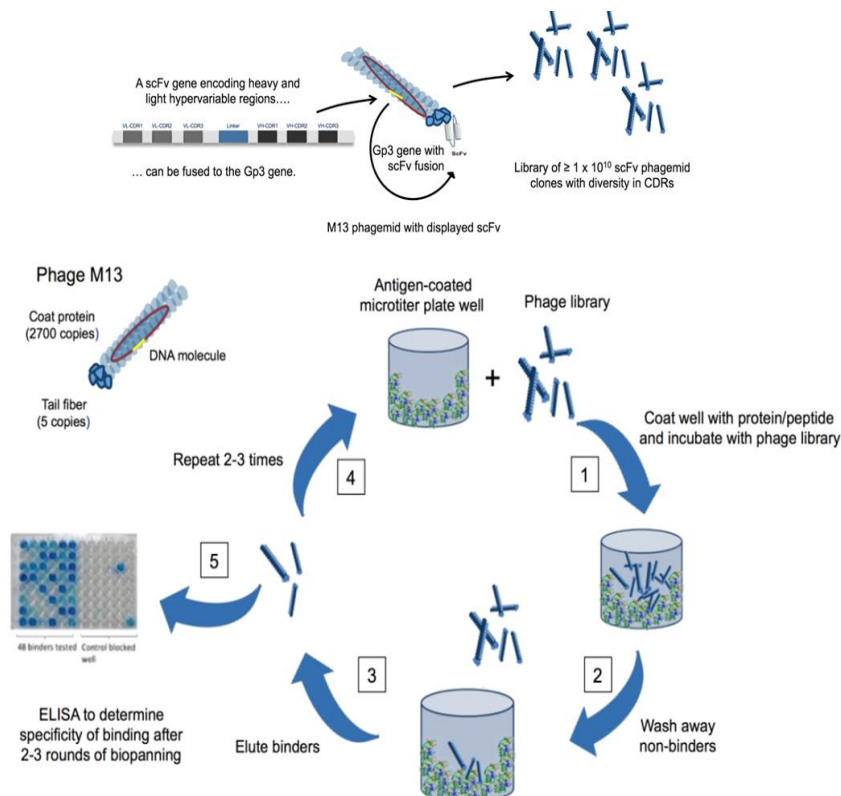 A scFv gene encoding heavy and
light hypervariable regions….
VL-CDR1 VL-CDR2 VL-CDR3 Linker VH-CDR1 VH-CDR2 VH-CDR3
… can be fused to the Gp3 gene.
Gp3 gene with
scFv fusion
ScFv
M13 phagemid with displayed scFv
Library of ≥ 1 x 10¹⁰ scFv phagemid
clones with diversity in CDRs
Phage M13
Coat protein
(2700 copies)
DNA molecule
Tail fiber
(5 copies)
Antigen-coated
microtiter plate well
+
Phage library
Coat well with protein/peptide
and incubate with phage library
1
2
Wash away
non-binders
3
Elute binders
4
Repeat 2-3 times
5
48 binders tested
Control blocked
well
ELISA to determine
specificity of binding after
2-3 rounds of biopanning